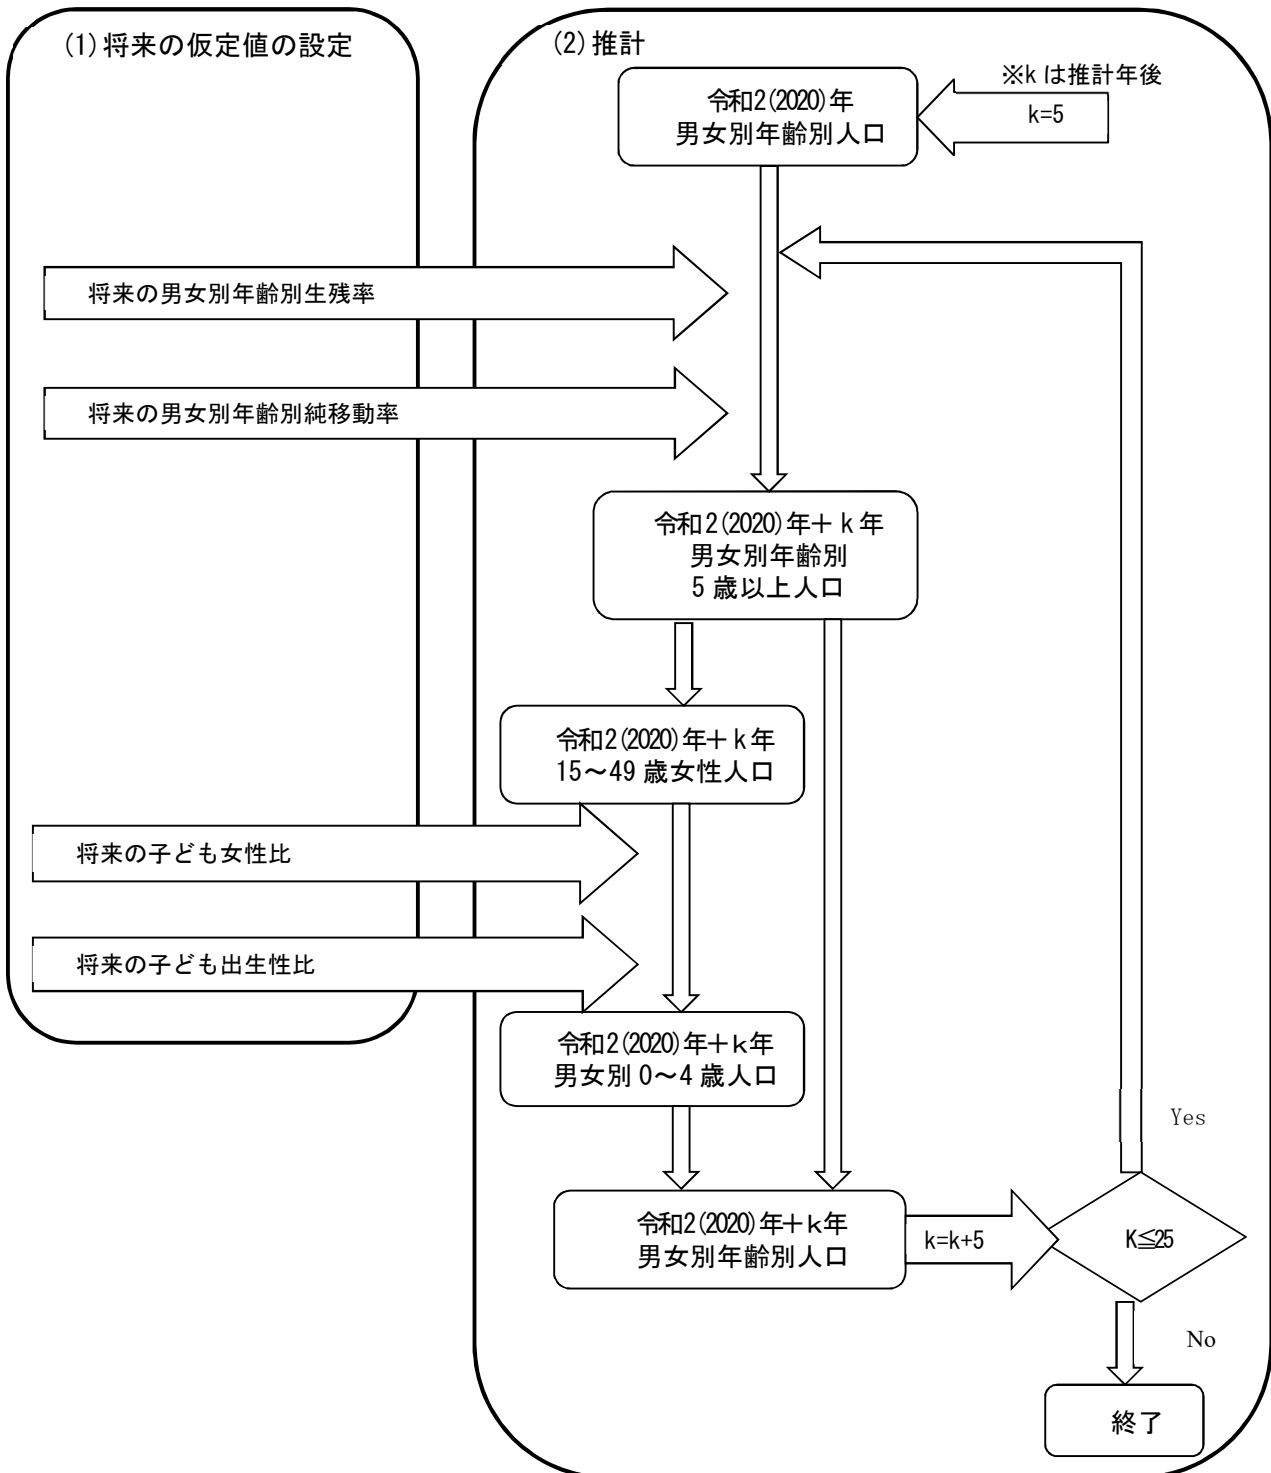 (1)将来の仮定値の設定
(2)推計
※kは推計年後
k=5
令和2(2020)年
男女別年齢別人口
将来の男女別年齢別生残率
将来の男女別年齢別純移動率
令和2(2020)年+k年
男女別年齢別
5歳以上人口
令和2(2020)年+k年
15～49歳女性人口
将来の子ども女性比
将来の子ども出生性比
令和2(2020)年+k年
男女別0～4歳人口
令和2(2020)年+k年
男女別年齢別人口
k=k+5
K≦25
Yes
No
終了